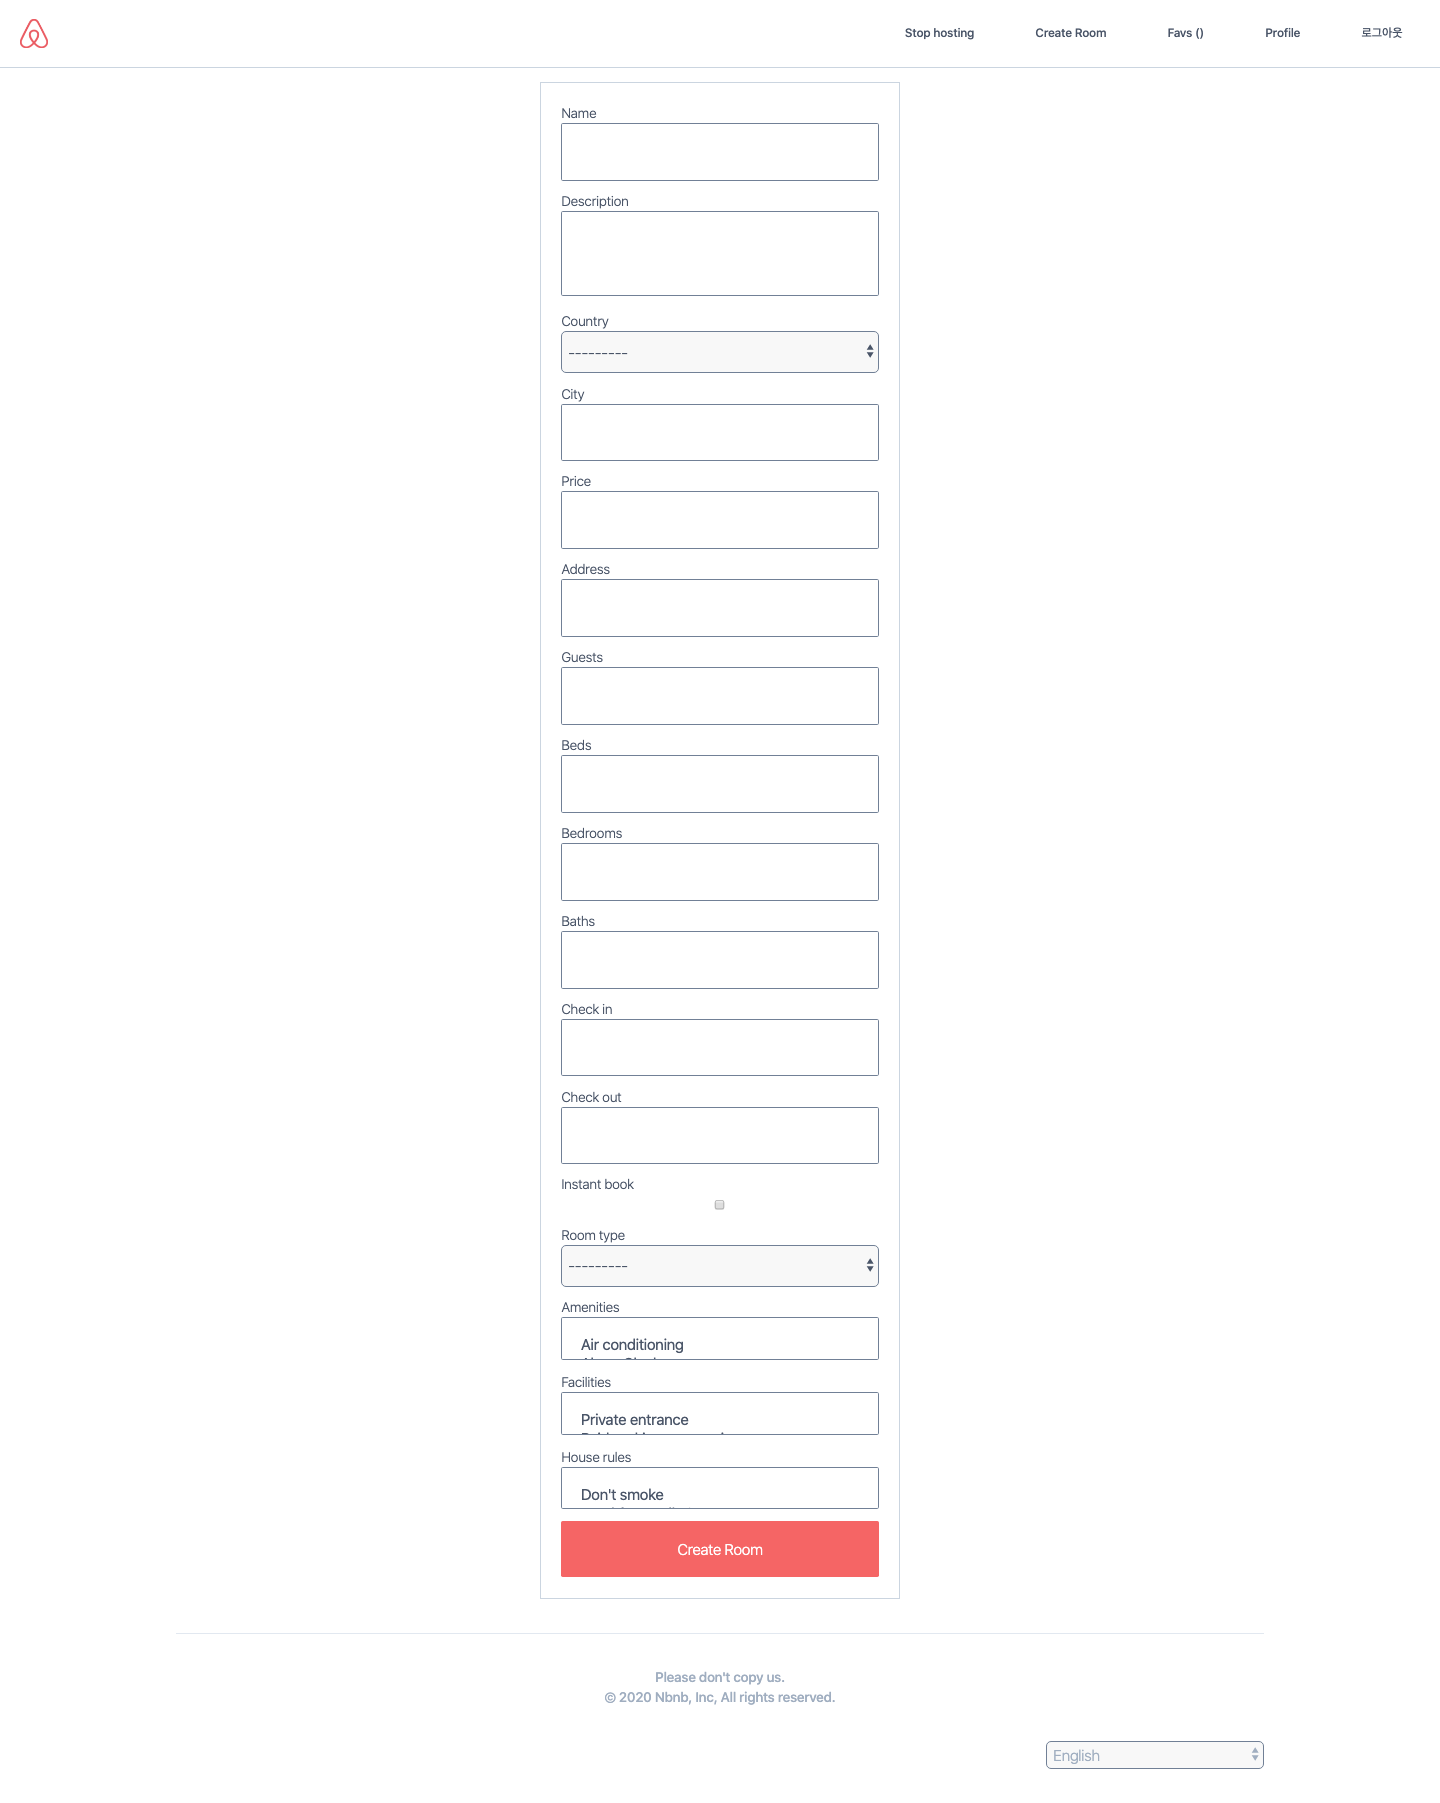 Stop hosting
Create Room
Favs ()
Profile
로그아웃
Name
Description
Country
---------
City
Price
Address
Guests
Beds
Bedrooms
Baths
Check in
Check out
Instant book
Room type
---------
Amenities
Air conditioning
Facilities
Private entrance
House rules
Don't smoke
Create Room
Please don't copy us.
© 2020 Nbnb, Inc, All rights reserved.
English